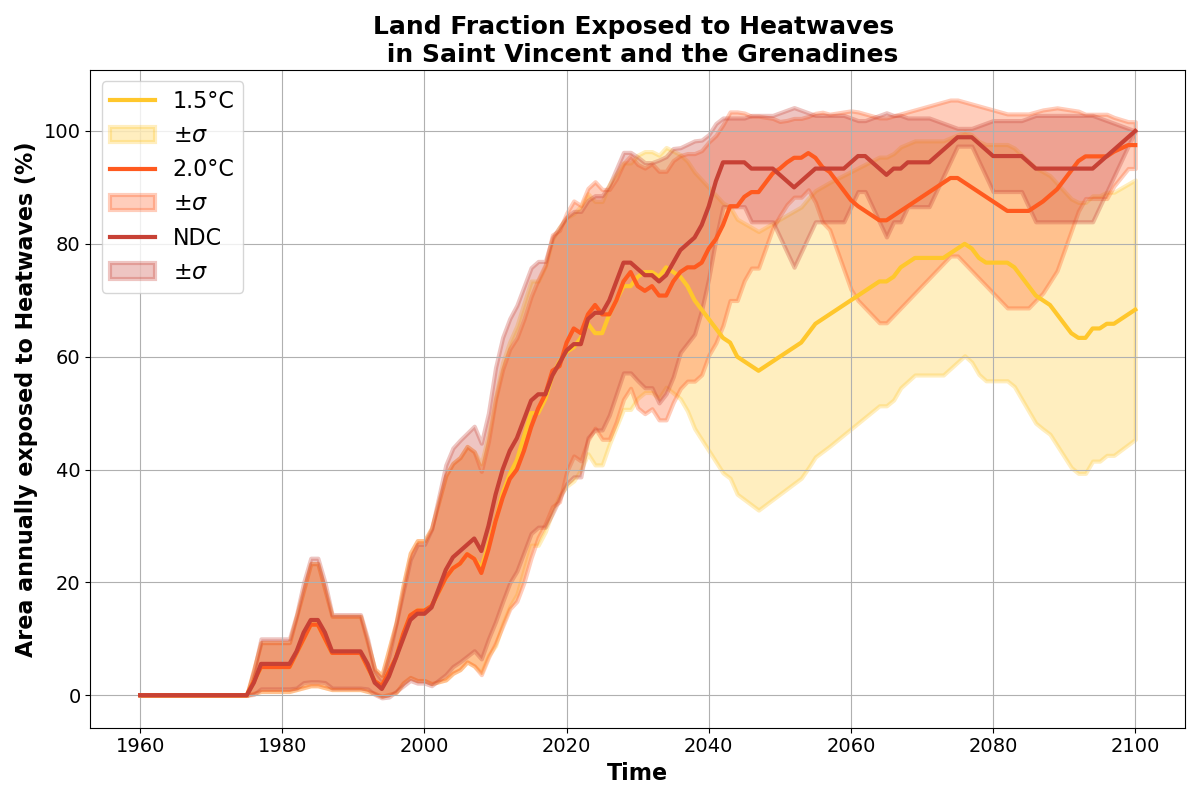 Land Fraction Exposed to Heatwaves
in Saint Vincent and the Grenadines
Area annually exposed to Heatwaves (%)
1.5°C
±σ
2.0°C
±σ
NDC
±σ
100
80
60
40
20
0
1960 1980 2000 2020 2040 2060 2080 2100
Time